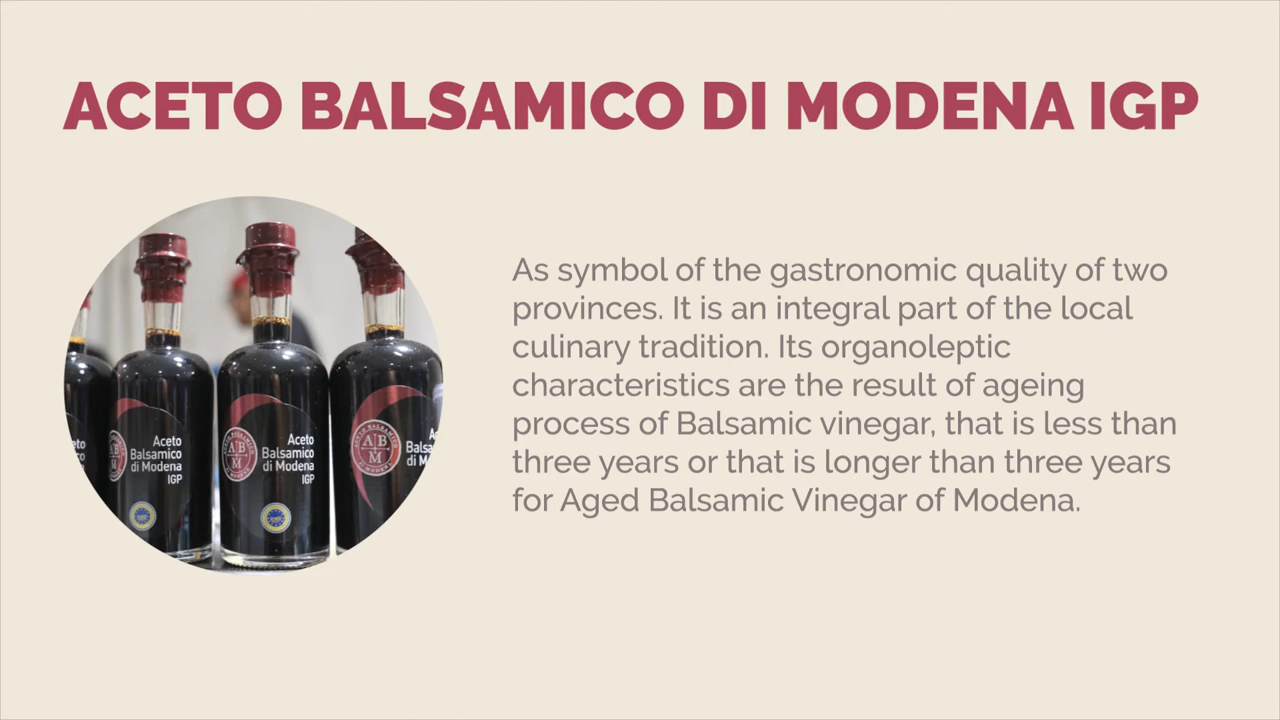 ACETO BALSAMICO DI MODENA IGP
As symbol of the gastronomic quality of two
provinces. It is an integral part of the local
culinary tradition. Its organoleptic
characteristics are the result of ageing
process of Balsamic vinegar, that is less than
three years or that is longer than three years
for Aged Balsamic Vinegar of Modena.
Aceto
Balsamico
di Modena
IGP
Aceto
Balsamico
di Modena
IGP